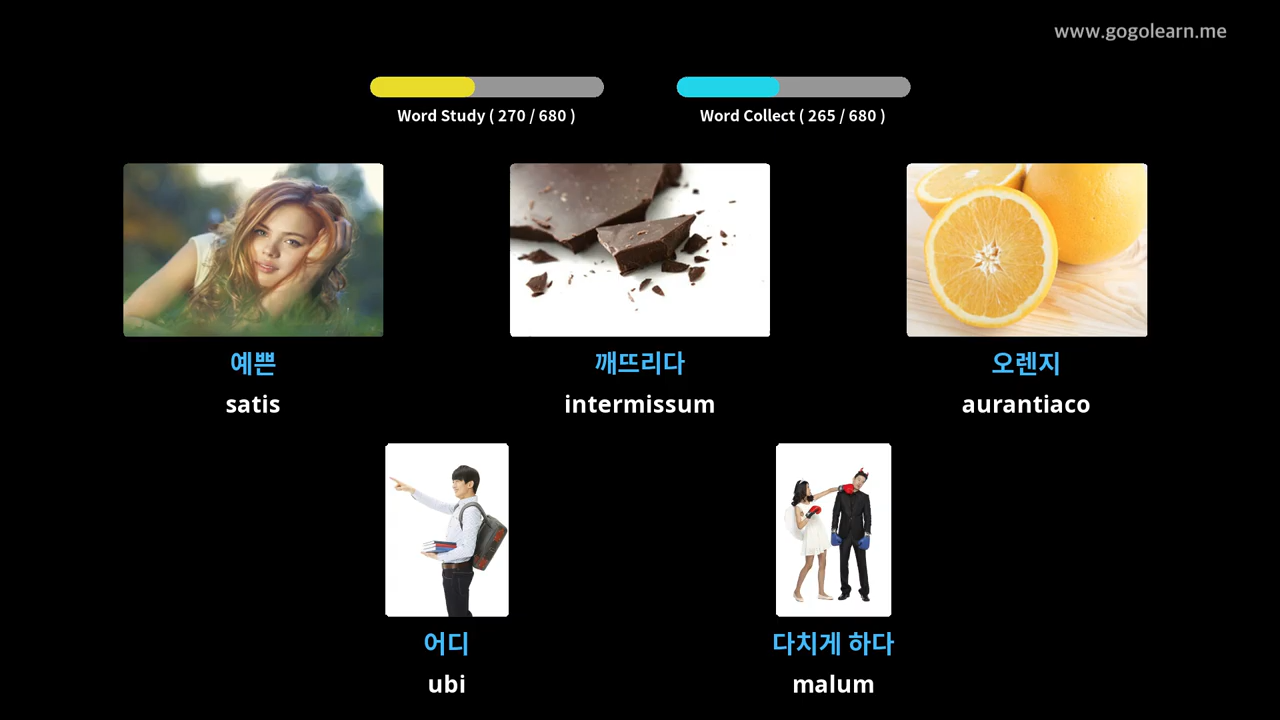 www.gogolearn.me
Word Study ( 270 / 680 )
Word Collect ( 265 / 680 )
예쁜
satis
깨뜨리다
intermissum
오렌지
aurantiaco
어디
ubi
다치게 하다
malum